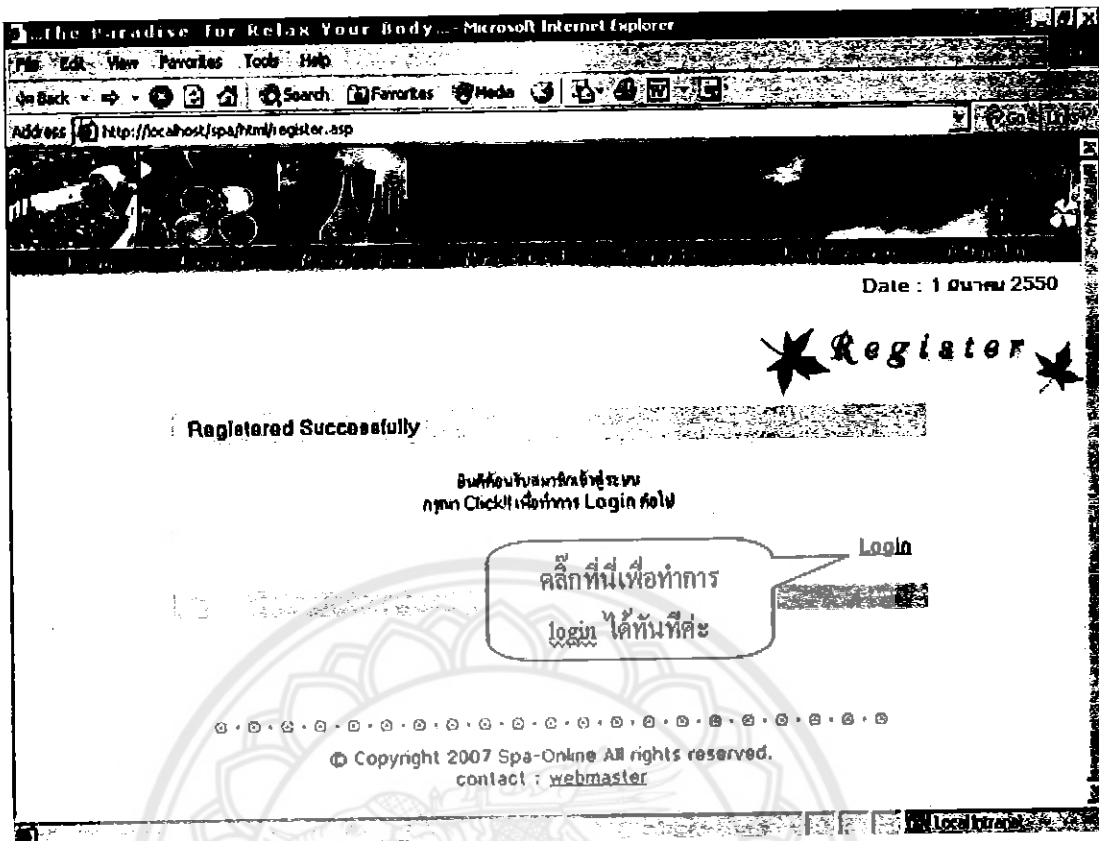 ...The Paradise for Relax Your Body... - Microsoft Internet Explorer
File Edit View Favorites Tools Help
Back Search Favorites Media
Address http://localhost/spa/html/register.asp Go Links
Date : 1 มีนาคม 2550
Register
Registered Successfully
ยินดีต้อนรับสมาชิกเข้าสู่ระบบ
กรุณา Click!! เพื่อทำการ Login ต่อไป
Login
คลิ๊กที่นี่เพื่อทำการ
login ได้ทันทีค่ะ
© Copyright 2007 Spa-Online All rights reserved.
contact : webmaster
Local intranet